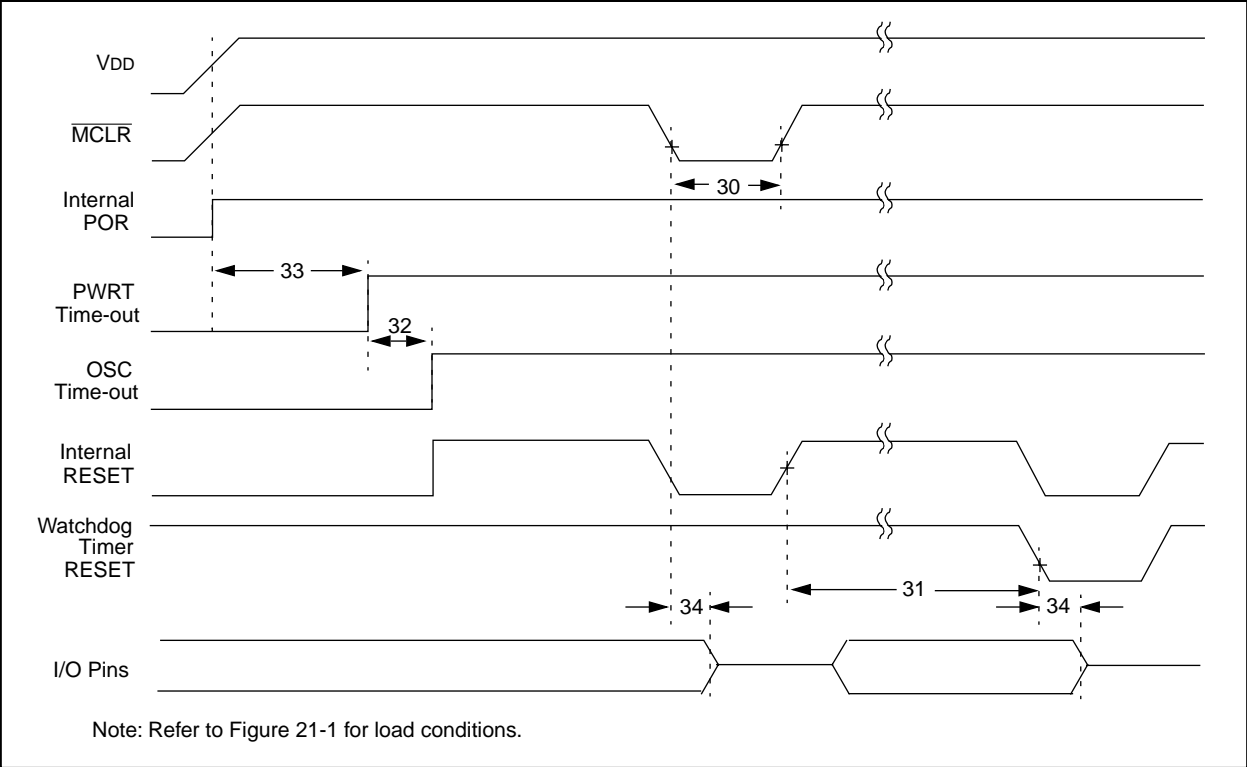 VDD
MCLR
30
Internal
POR
33
PWRT
Time-out
32
OSC
Time-out
Internal
RESET
Watchdog
Timer
RESET
31
34
34
I/O Pins
Note: Refer to Figure 21-1 for load conditions.